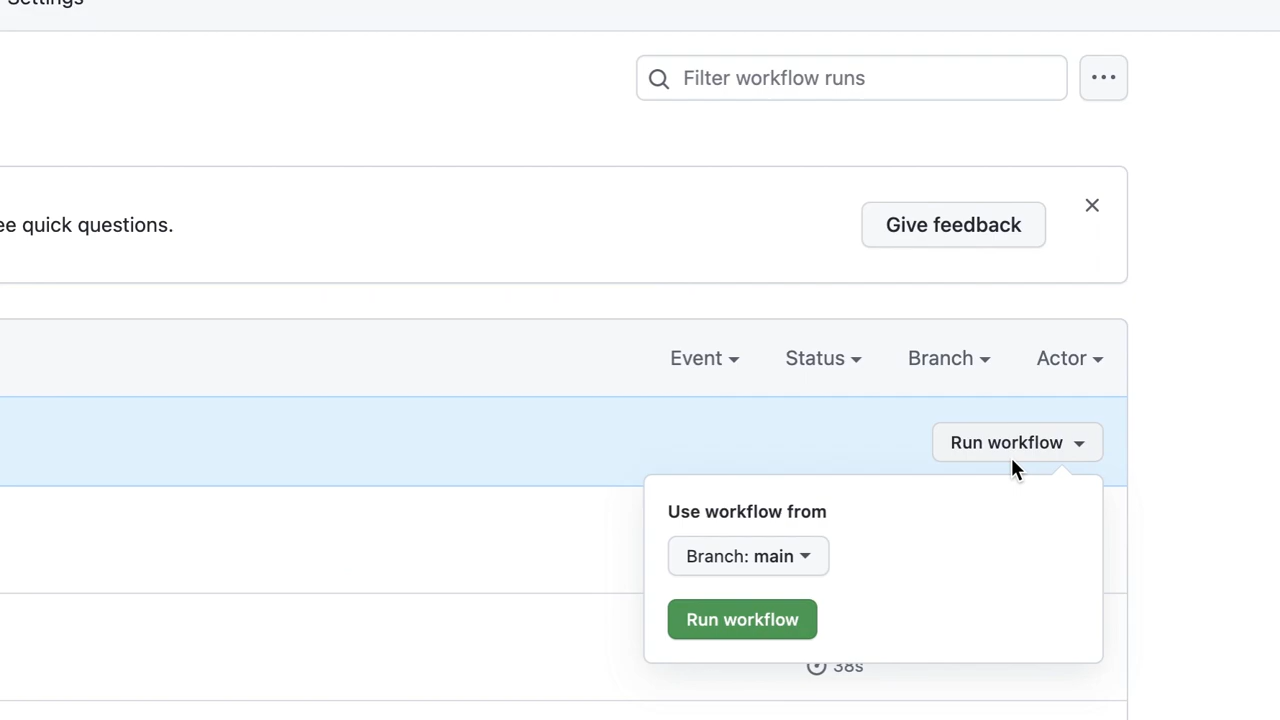 Settings
Filter workflow runs
ee quick questions.
Give feedback
Event
Status
Branch
Actor
Run workflow
Use workflow from
Branch: main
Run workflow
38s